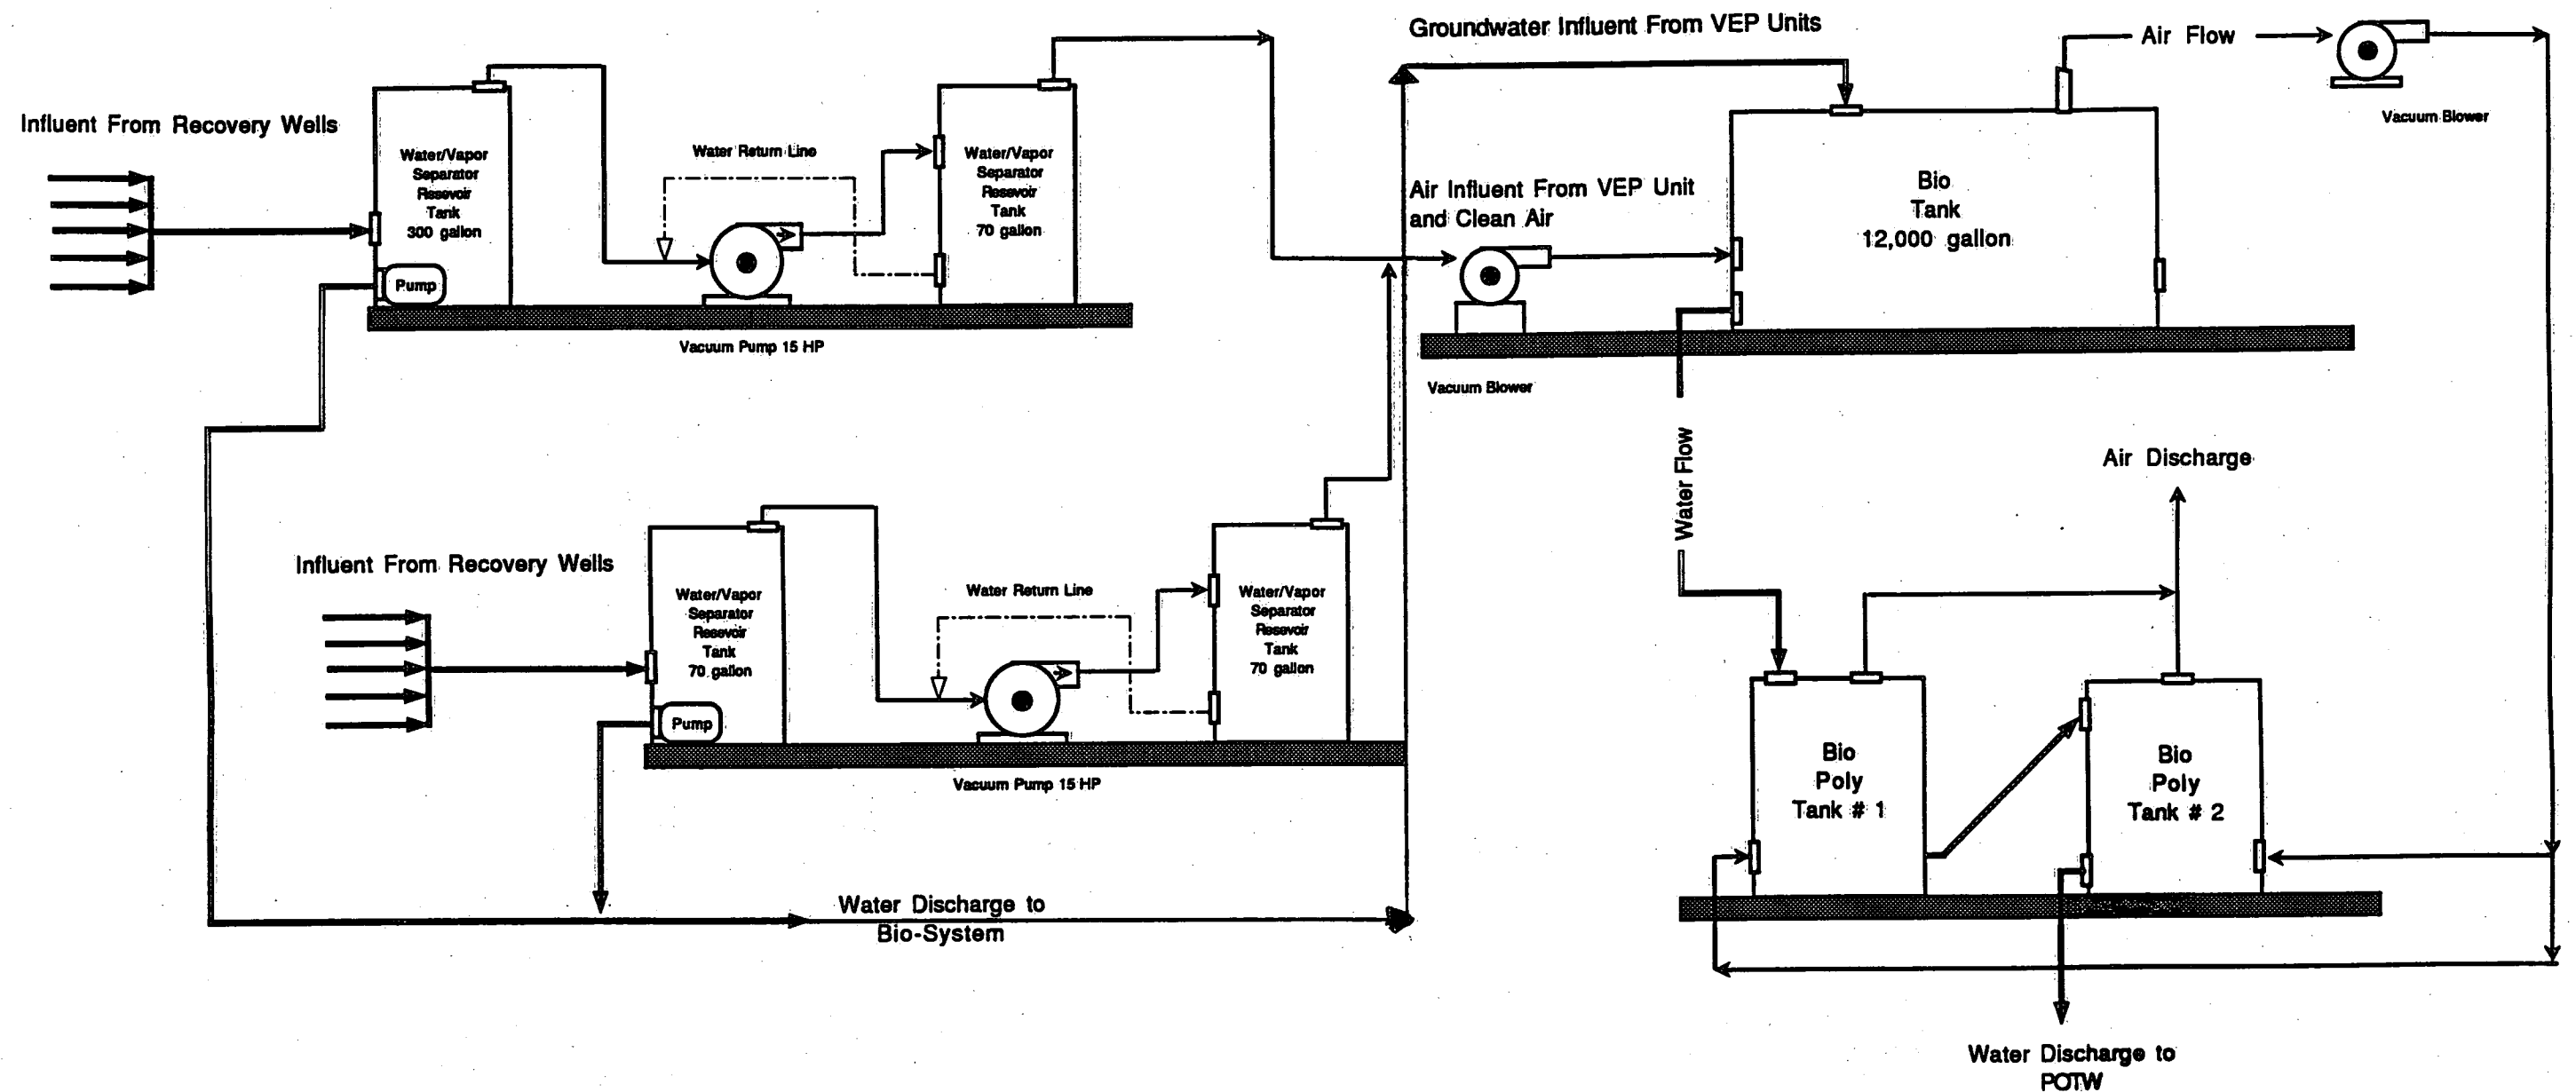 Groundwater Influent From VEP Units
Air Flow
Vacuum Blower
Influent From Recovery Wells
Water/Vapor
Separator
Resevoir
Tank
300 gallon
Pump
Water Return Line
Water/Vapor
Separator
Resevoir
Tank
70 gallon
Vacuum Pump 15 HP
Air Influent From VEP Unit
and Clean Air
Bio
Tank
12,000 gallon
Vacuum Blower
Water Flow
Air Discharge
Influent From Recovery Wells
Water/Vapor
Separator
Resevoir
Tank
70 gallon
Pump
Water Return Line
Water/Vapor
Separator
Resevoir
Tank
70 gallon
Vacuum Pump 15 HP
Bio
Poly
Tank # 1
Bio
Poly
Tank # 2
Water Discharge to
Bio-System
Water Discharge to
POTW